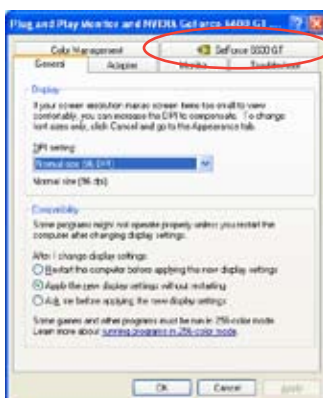 Plug and Play Monitor and NVIDIA GeForce 6600 GT ...
Color Management
GeForce 6600 GT
General
Adapter
Monitor
Troubleshoot
Display
If your screen resolution makes screen items too small to view
comfortably, you can increase the DPI to compensate. To change
font sizes only, click Cancel and go to the Appearance tab.
DPI setting:
Normal size (96 DPI)
Normal size (96 dpi)
Compatibility
Some programs might not operate properly unless you restart the
computer after changing display settings.
After I change display settings:
Restart the computer before applying the new display settings
Apply the new display settings without restarting
Ask me before applying the new display settings
Some games and other programs must be run in 256-color mode.
Learn more about running programs in 256-color mode.
OK
Cancel
Apply